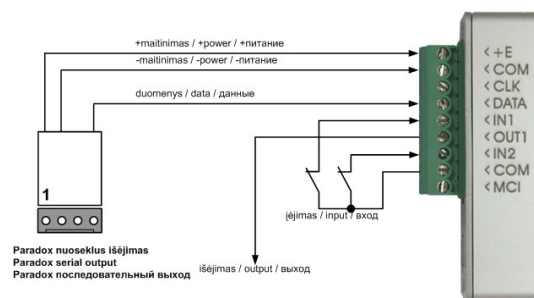 +maitinimas / +power / +питание
-maitinimas / -power / -питание
duomenys / data / данные
<+E
<COM
<CLK
<DATA
<IN1
<OUT1
<IN2
<COM
<MCI
1
įėjimas / input / вход
Paradox nuoseklus išėjimas
Paradox serial output
Paradox последовательный выход
išėjimas / output / выход